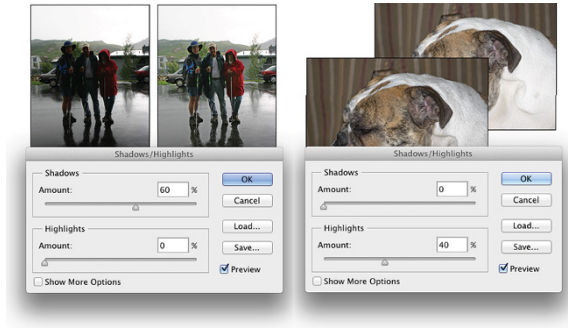 Shadows/Highlights
Shadows
Amount:
60
%
OK
Cancel
Highlights
Amount:
0
%
Load...
Save...
Preview
Show More Options
Shadows/Highlights
Shadows
Amount:
0
%
OK
Cancel
Highlights
Amount:
40
%
Load...
Save...
Preview
Show More Options